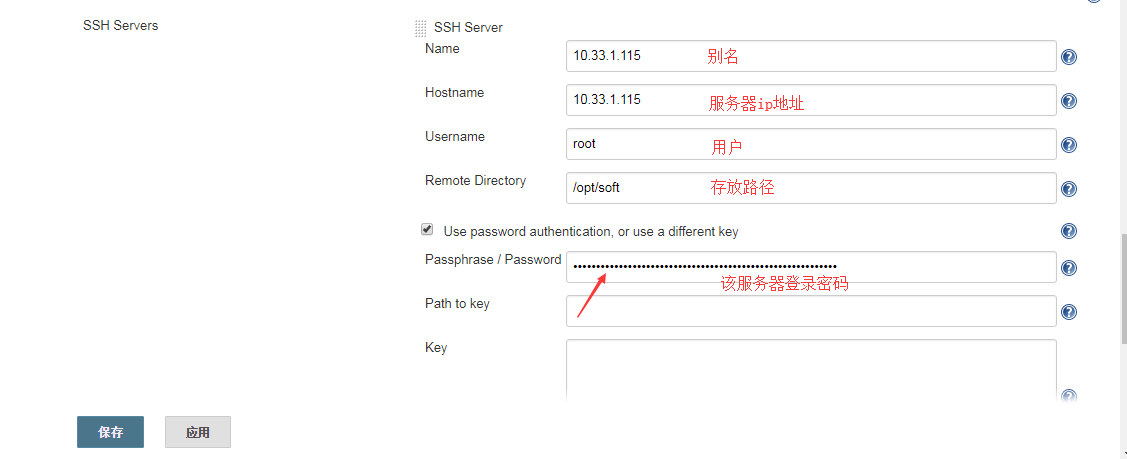 SSH Servers
SSH Server
Name
10.33.1.115
别名
Hostname
10.33.1.115
服务器ip地址
Username
root
用户
Remote Directory
/opt/soft
存放路径
Use password authentication, or use a different key
Passphrase / Password
该服务器登录密码
Path to key
Key
保存
应用